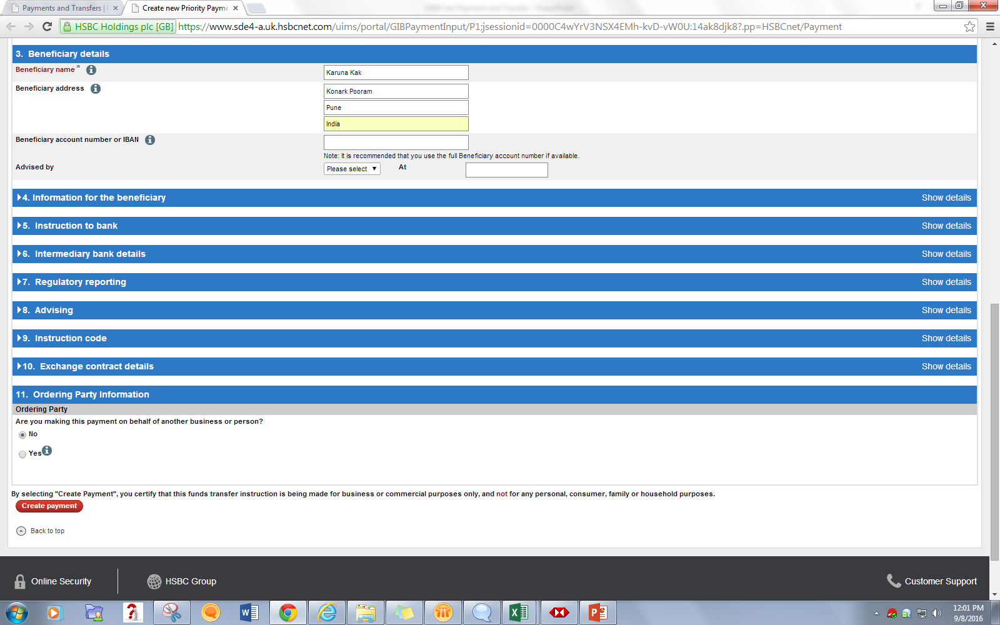 Payments and Transfers |
Create new Priority Payme
HSBC Holdings plc [GB] https://www.sde4-a.uk.hsbcnet.com/uims/portal/GIBPaymentInput/P1;jsessionid=0000C4wYrV3NSX4EMh-kvD-vW0U:14ak8djk8?.pp=HSBCnet/Payment
3. Beneficiary details
Beneficiary name *
Karuna Kak
Beneficiary address
Konark Pooram
Pune
India
Beneficiary account number or IBAN
Note: It is recommended that you use the full Beneficiary account number if available.
Advised by Please select At
4. Information for the beneficiary Show details
5. Instruction to bank Show details
6. Intermediary bank details Show details
7. Regulatory reporting Show details
8. Advising Show details
9. Instruction code Show details
10. Exchange contract details Show details
11. Ordering Party Information
Ordering Party
Are you making this payment on behalf of another business or person?
No
Yes
By selecting "Create Payment", you certify that this funds transfer instruction is being made for business or commercial purposes only, and not for any personal, consumer, family or household purposes.
Create payment
Back to top
Online Security HSBC Group Customer Support
12:01 PM
9/8/2016